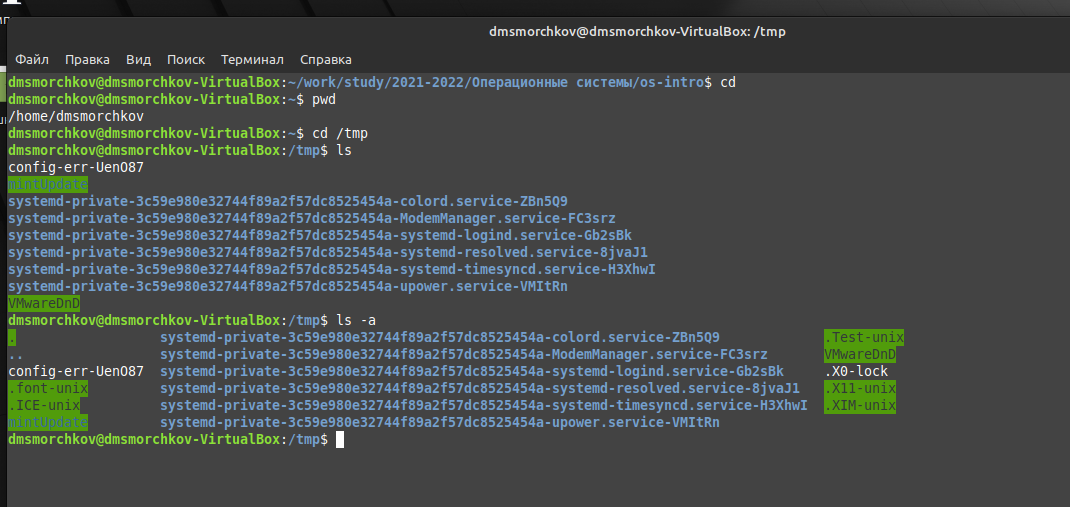 dmsmorchkov@dmsmorchkov-VirtualBox: /tmp
Файл Правка Вид Поиск Терминал Справка
dmsmorchkov@dmsmorchkov-VirtualBox:~/work/study/2021-2022/Операционные системы/os-intro$ cd
dmsmorchkov@dmsmorchkov-VirtualBox:~$ pwd
/home/dmsmorchkov
dmsmorchkov@dmsmorchkov-VirtualBox:~$ cd /tmp
dmsmorchkov@dmsmorchkov-VirtualBox:/tmp$ ls
config-err-UenO87
mintUpdate
systemd-private-3c59e980e32744f89a2f57dc8525454a-colord.service-ZBn5Q9
systemd-private-3c59e980e32744f89a2f57dc8525454a-ModemManager.service-FC3srz
systemd-private-3c59e980e32744f89a2f57dc8525454a-systemd-logind.service-Gb2sBk
systemd-private-3c59e980e32744f89a2f57dc8525454a-systemd-resolved.service-8jvaJ1
systemd-private-3c59e980e32744f89a2f57dc8525454a-systemd-timesyncd.service-H3XhwI
systemd-private-3c59e980e32744f89a2f57dc8525454a-upower.service-VMItRn
VMwareDnD
dmsmorchkov@dmsmorchkov-VirtualBox:/tmp$ ls -a
. systemd-private-3c59e980e32744f89a2f57dc8525454a-colord.service-ZBn5Q9 .Test-unix
.. systemd-private-3c59e980e32744f89a2f57dc8525454a-ModemManager.service-FC3srz VMwareDnD
config-err-UenO87 systemd-private-3c59e980e32744f89a2f57dc8525454a-systemd-logind.service-Gb2sBk .X0-lock
.font-unix systemd-private-3c59e980e32744f89a2f57dc8525454a-systemd-resolved.service-8jvaJ1 .X11-unix
.ICE-unix systemd-private-3c59e980e32744f89a2f57dc8525454a-systemd-timesyncd.service-H3XhwI .XIM-unix
mintUpdate systemd-private-3c59e980e32744f89a2f57dc8525454a-upower.service-VMItRn
dmsmorchkov@dmsmorchkov-VirtualBox:/tmp$